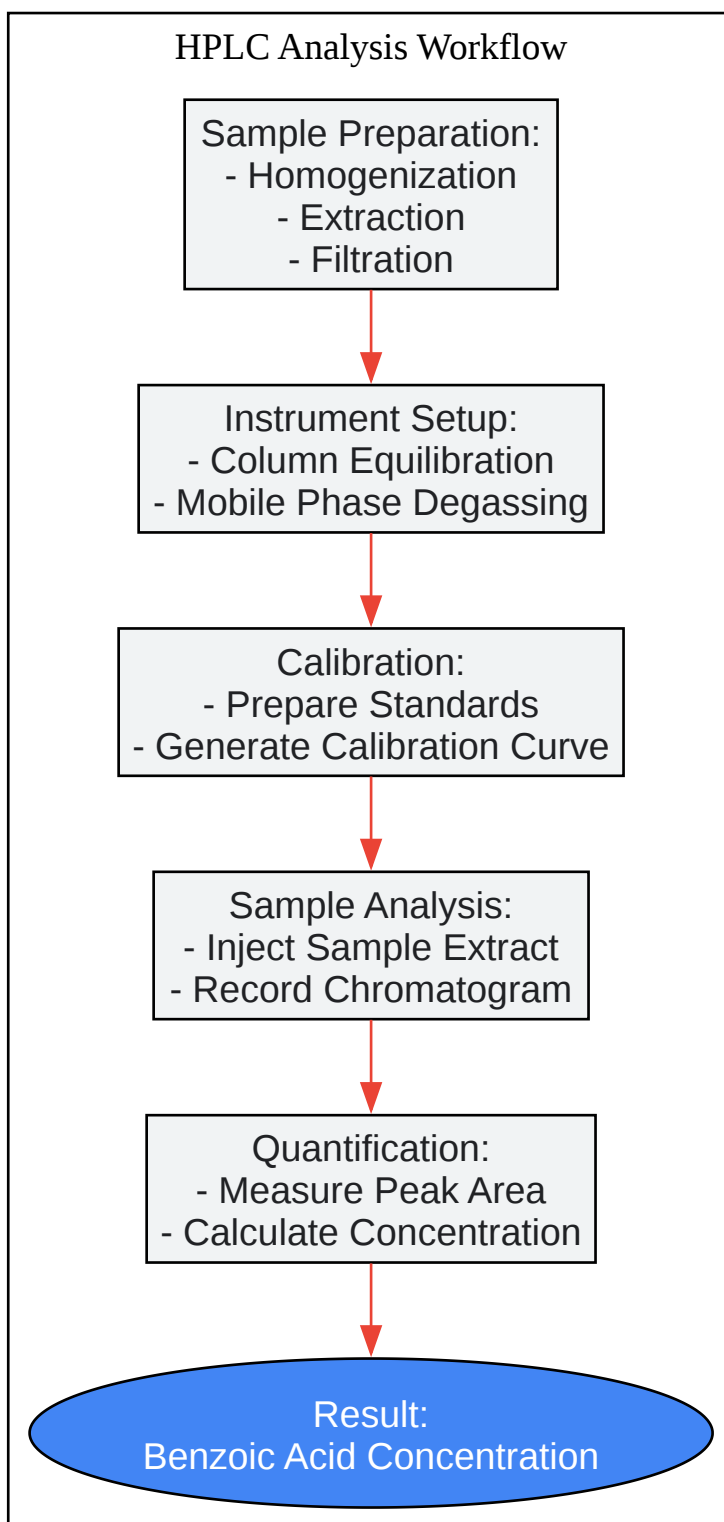 HPLC Analysis Workflow
Sample Preparation:
- Homogenization
- Extraction
- Filtration
Instrument Setup:
- Column Equilibration
- Mobile Phase Degassing
Calibration:
- Prepare Standards
- Generate Calibration Curve
Sample Analysis:
- Inject Sample Extract
- Record Chromatogram
Quantification:
- Measure Peak Area
- Calculate Concentration
Result:
Benzoic Acid Concentration